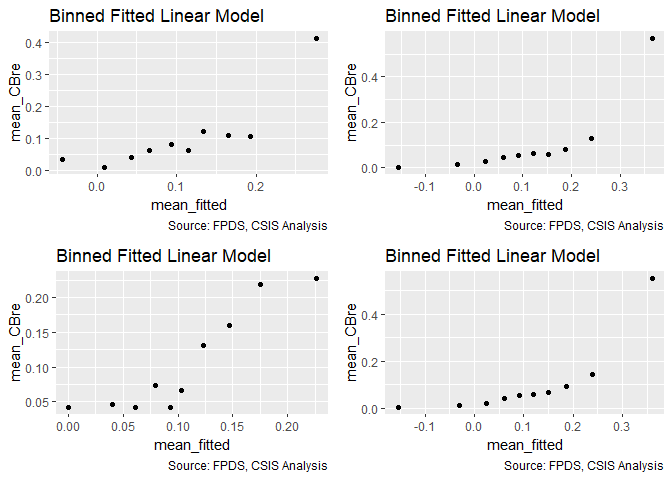 Binned Fitted Linear Model
mean_CBre
0.4
0.3
0.2
0.1
0.0
0.0 0.1 0.2
mean_fitted
Source: FPDS, CSIS Analysis
Binned Fitted Linear Model
mean_CBre
0.4
0.2
0.0
-0.1 0.0 0.1 0.2 0.3
mean_fitted
Source: FPDS, CSIS Analysis
Binned Fitted Linear Model
mean_CBre
0.20
0.15
0.10
0.05
0.00 0.05 0.10 0.15 0.20
mean_fitted
Source: FPDS, CSIS Analysis
Binned Fitted Linear Model
mean_CBre
0.4
0.2
0.0
-0.1 0.0 0.1 0.2 0.3
mean_fitted
Source: FPDS, CSIS Analysis